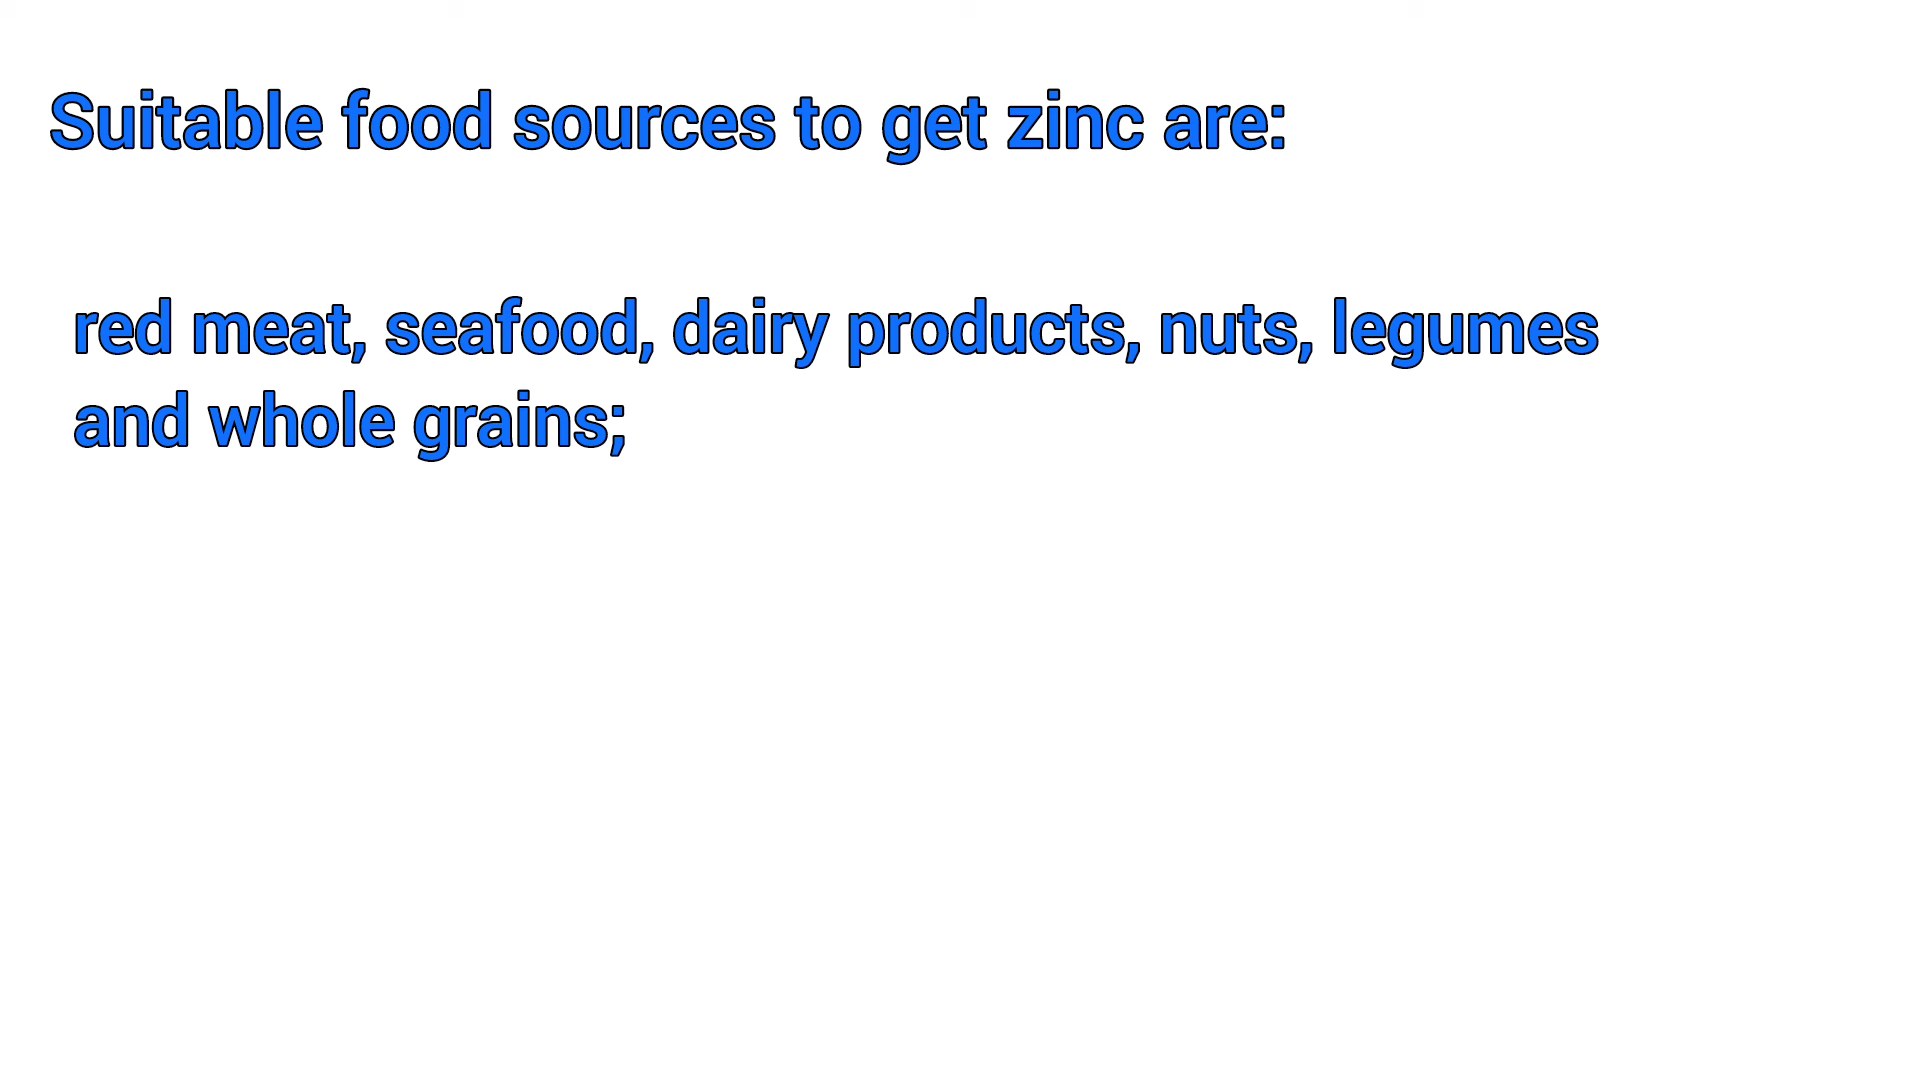 Suitable food sources to get zinc are:
red meat, seafood, dairy products, nuts, legumes
and whole grains;